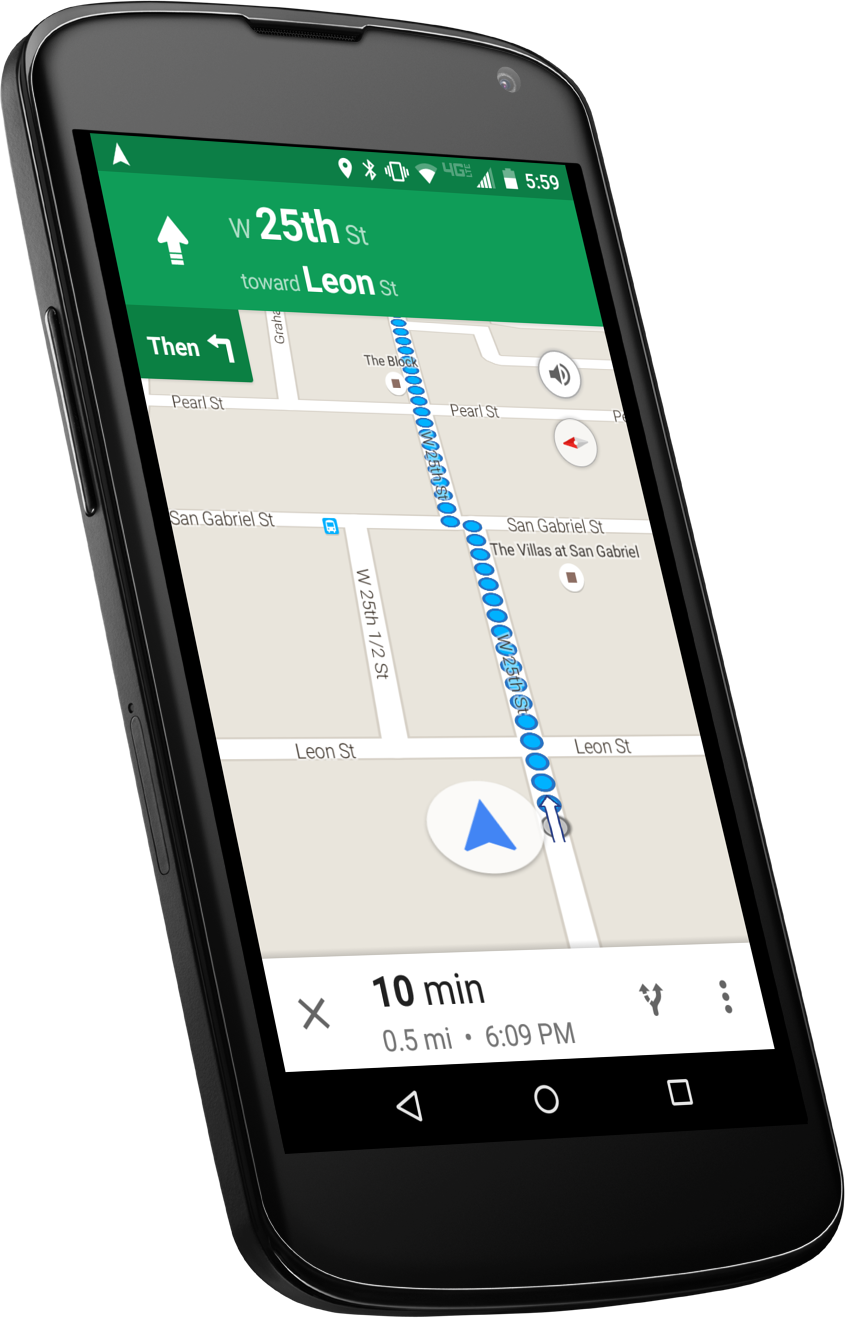 4G LTE 5:59
W 25th St
toward Leon St
Then
Graha
The Block
Pearl St
Pearl St
Pe
W 25th St
San Gabriel St
San Gabriel St
The Villas at San Gabriel
W 25th 1/2 St
W 25th St
Leon St
Leon St
10 min
0.5 mi • 6:09 PM